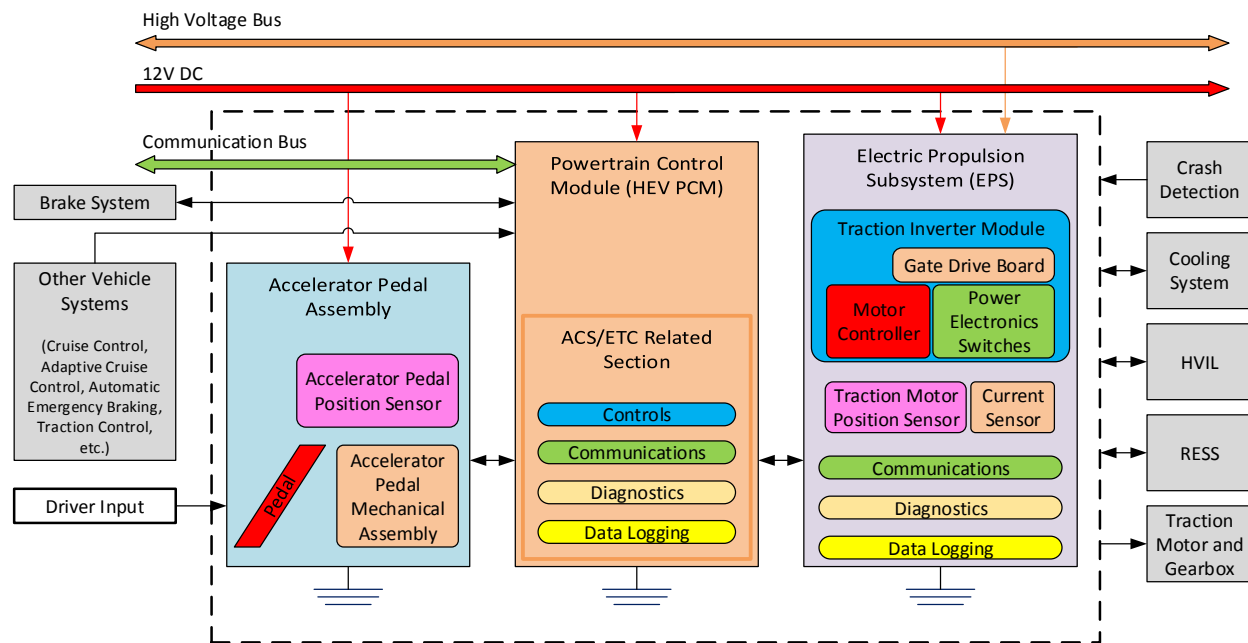 High Voltage Bus
12V DC
Communication Bus
Brake System
Other Vehicle
Systems
(Cruise Control,
Adaptive Cruise
Control, Automatic
Emergency Braking,
Traction Control,
etc.)
Driver Input
Accelerator Pedal
Assembly
Accelerator Pedal
Position Sensor
Pedal
Accelerator
Pedal
Mechanical
Assembly
Powertrain Control
Module (HEV PCM)
ACS/ETC Related
Section
Controls
Communications
Diagnostics
Data Logging
Electric Propulsion
Subsystem (EPS)
Traction Inverter Module
Gate Drive Board
Motor
Controller
Power
Electronics
Switches
Traction Motor
Position Sensor
Current
Sensor
Communications
Diagnostics
Data Logging
Crash
Detection
Cooling
System
HVIL
RESS
Traction
Motor and
Gearbox